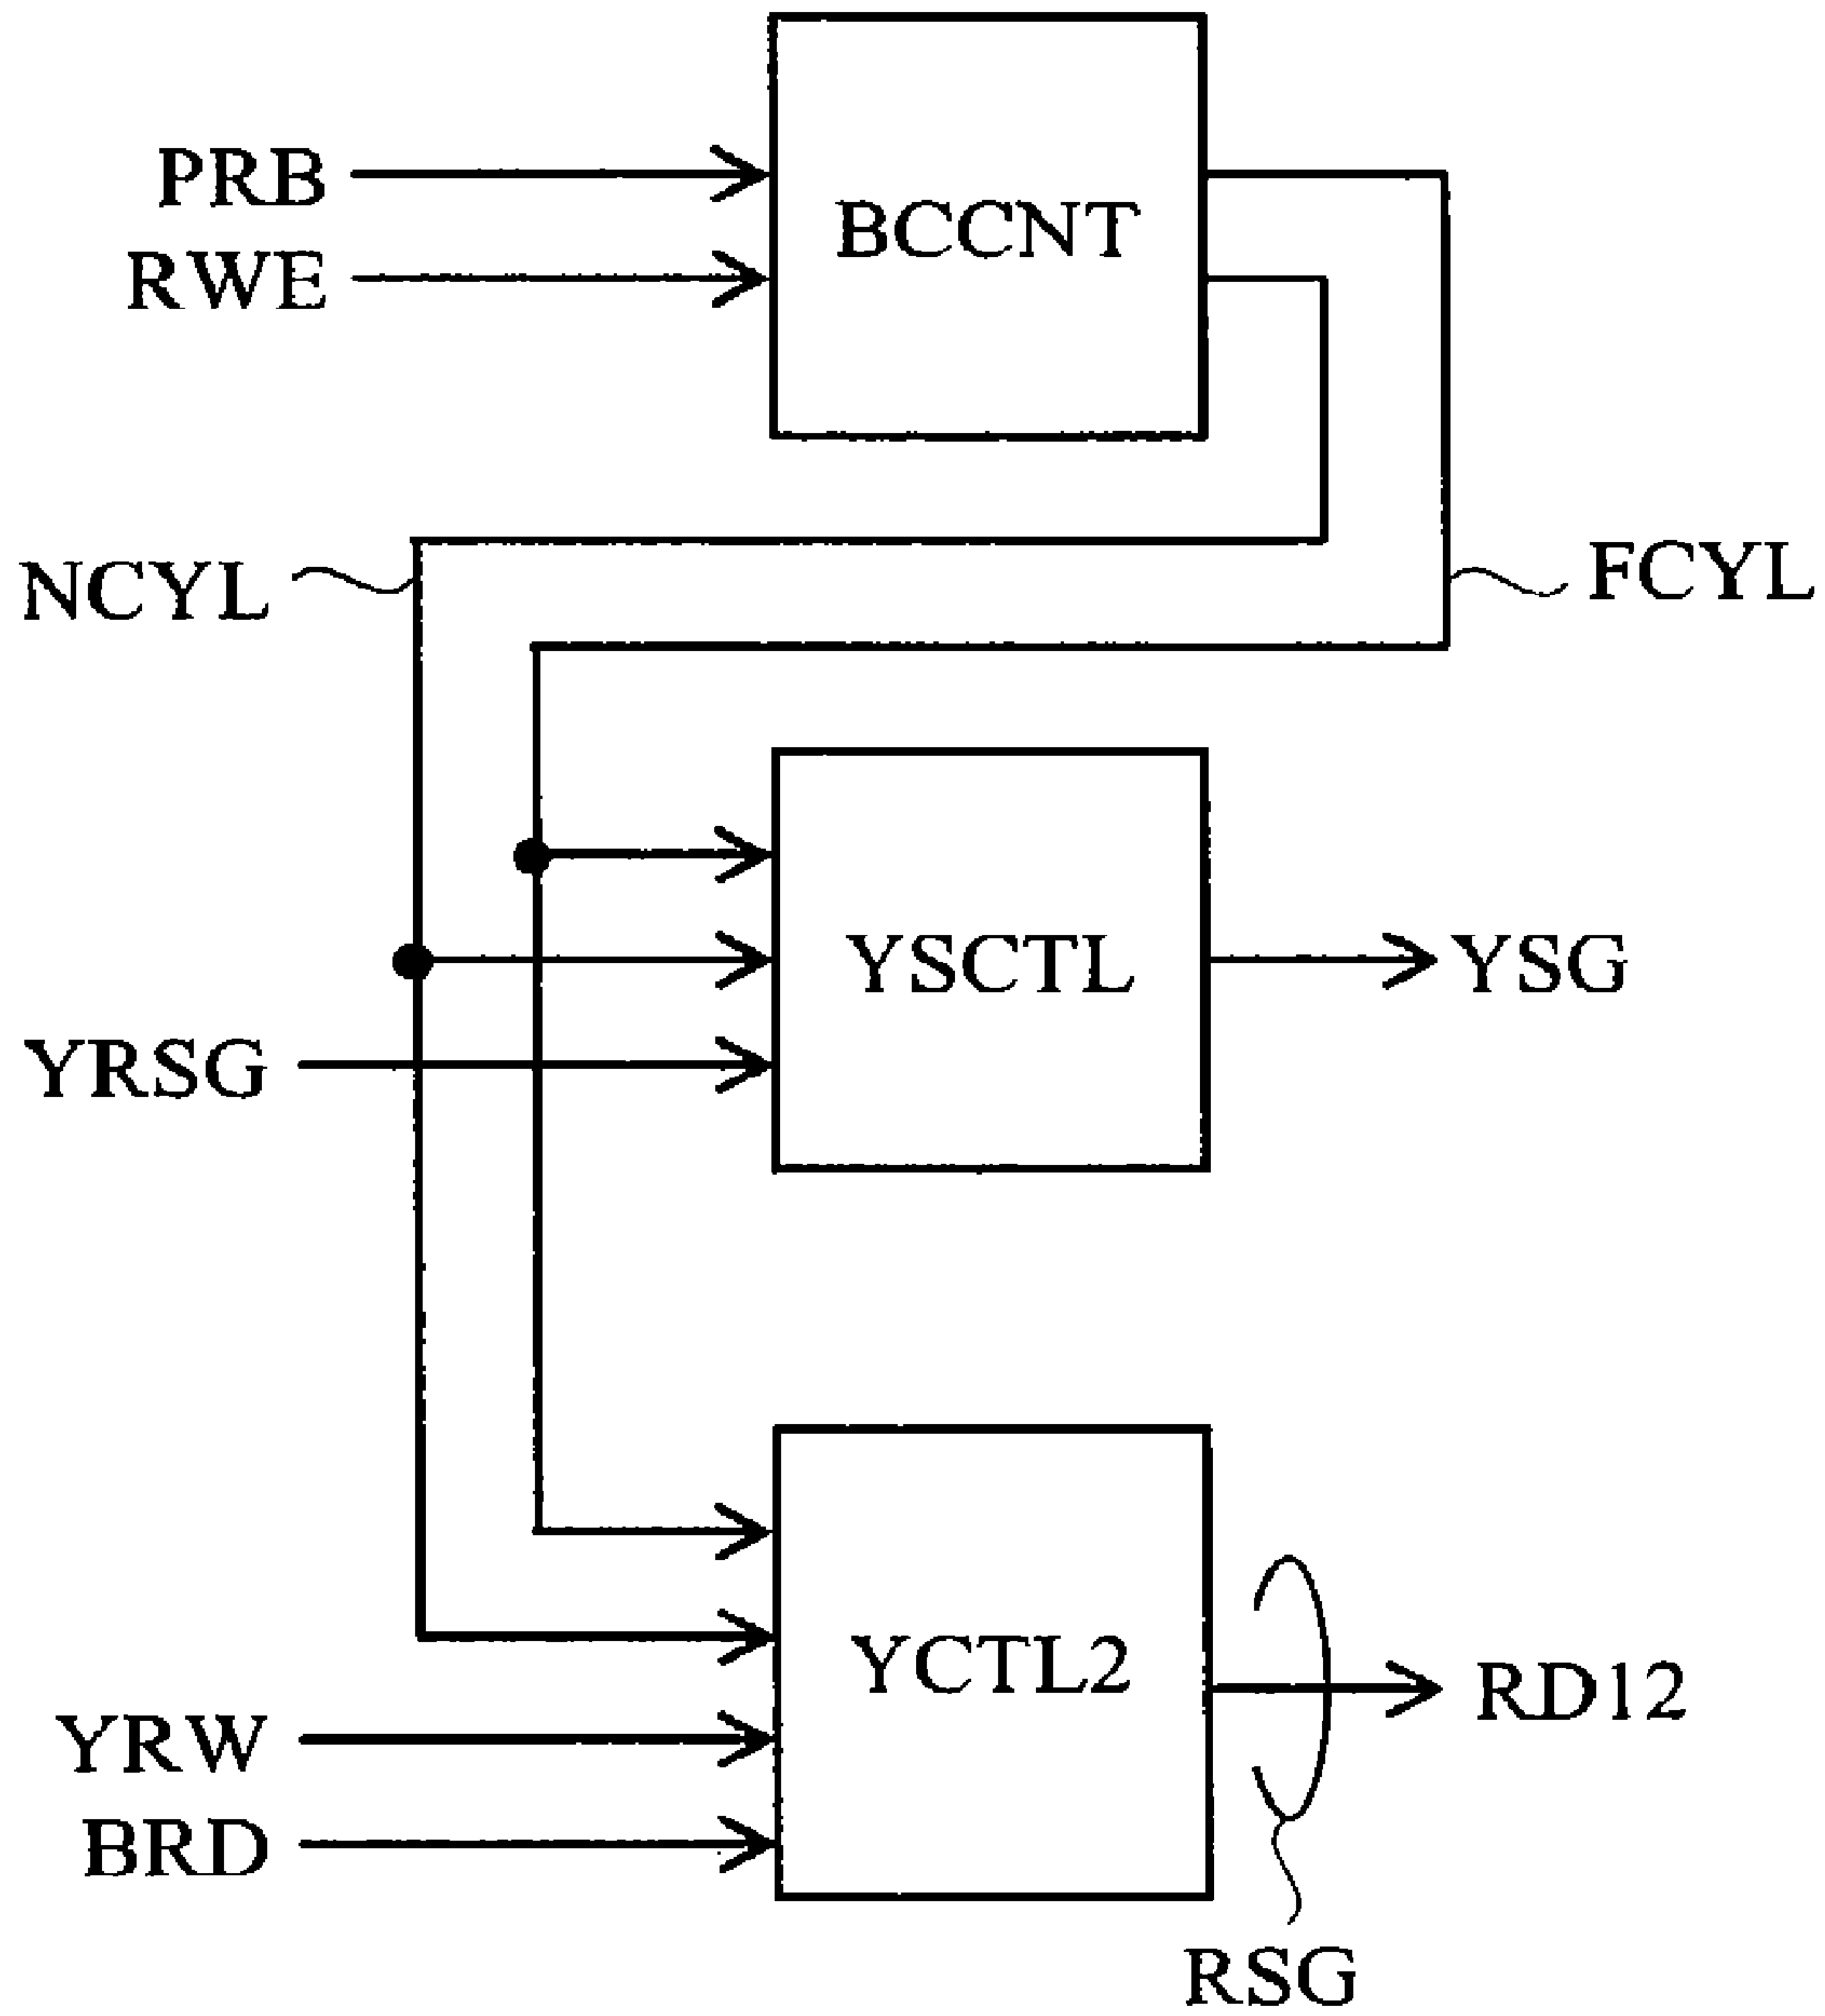 PRB
RWE
BCCNT
NCYL
FCYL
YSCTL
YSG
YRSG
YCTL2
RD12
YRW
BRD
RSG